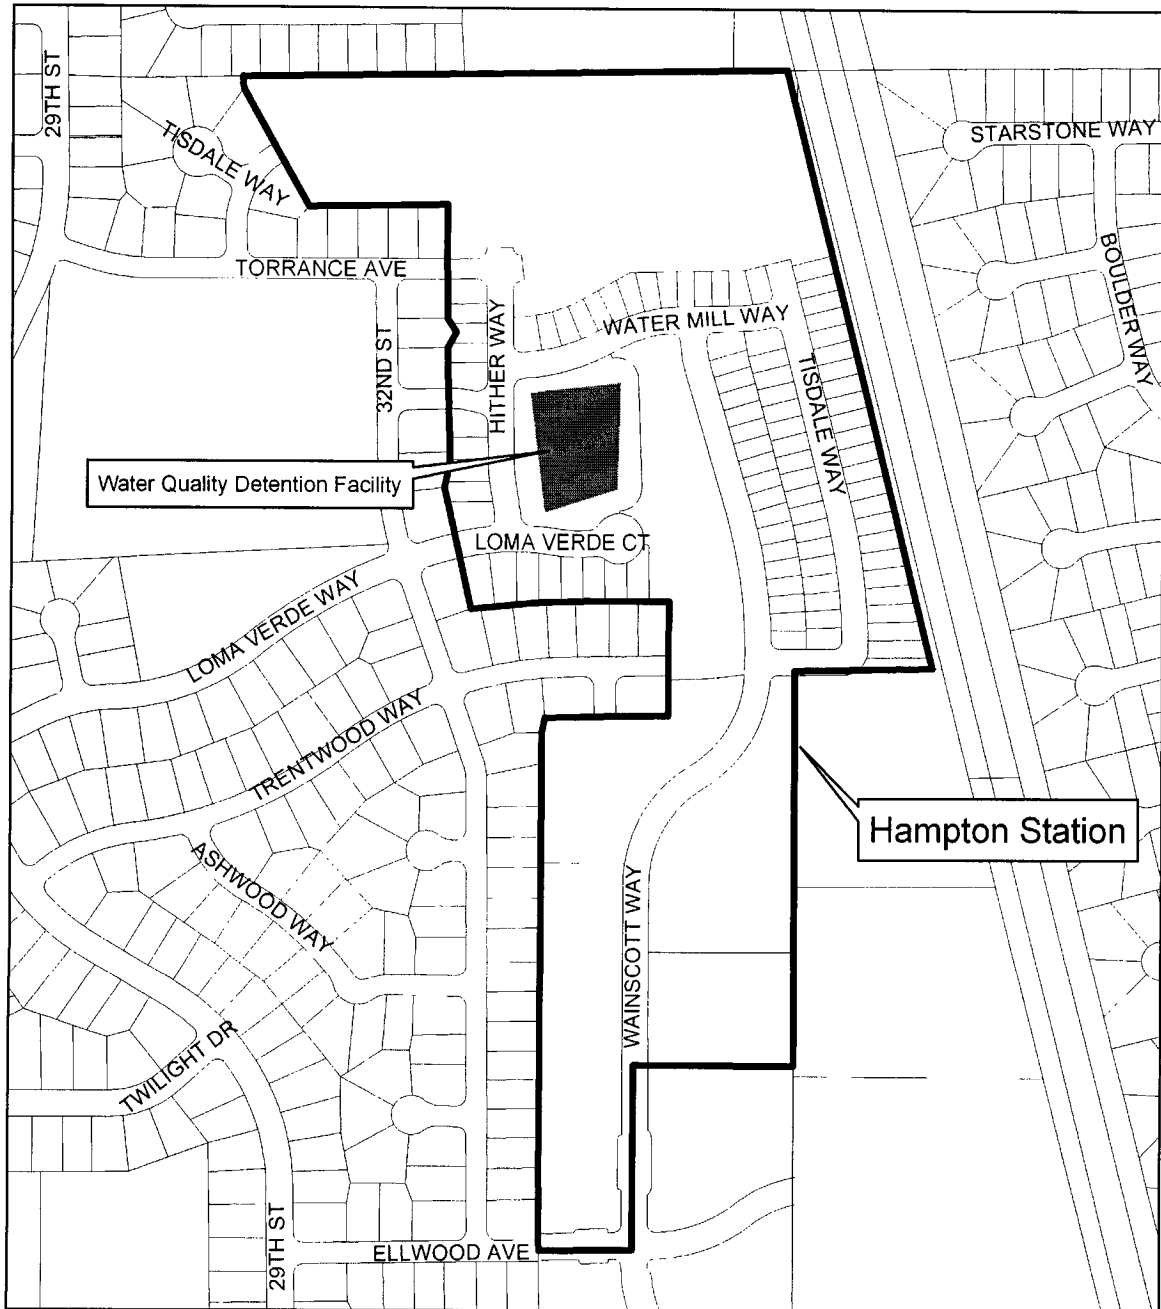 29TH ST
TISDALE WAY
STARSTONE WAY
TORRANCE AVE
BOULDER WAY
HITHER WAY
WATER MILL WAY
32ND ST
TISDALE WAY
Water Quality Detention Facility
LOMA VERDE CT
LOMA VERDE WAY
TRENTWOOD WAY
Hampton Station
ASHWOOD WAY
WAINSCOTT WAY
TWILIGHT DR
29TH ST
ELLWOOD AVE